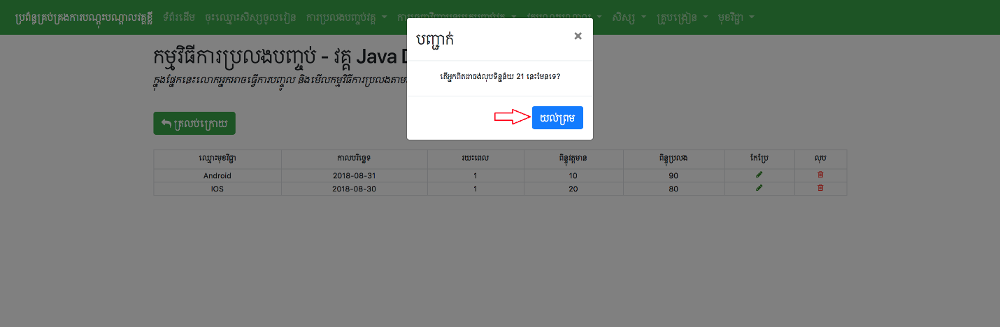 ប្រព័ន្ធគ្រប់គ្រងការបណ្តុះបណ្តាលវគ្គខ្លី ទំព័រដើម ចុះឈ្មោះសិស្សចូលរៀន ការប្រលងបញ្ចប់វគ្គ សិស្ស គ្រូបង្រៀន មុខវិជ្ជា
បញ្ជាក់ ×
កម្មវិធីការប្រលងបញ្ចប់ - វគ្គ Java
តើអ្នកពិតជាចង់លុបទិន្នន័យ 21 នេះមែនទេ?
ក្នុងផ្នែកនេះលោកអ្នកអាចធ្វើការបញ្ចូល និងមើលកម្មវិធីការប្រលងតាម
យល់ព្រម
ត្រលប់ក្រោយ
ឈ្មោះមុខវិជ្ជា កាលបរិច្ឆេទ រយះពេល ពិន្ទុវត្តមាន ពិន្ទុប្រលង កែប្រែ លុប
Android 2018-08-31 1 10 90
IOS 2018-08-30 1 20 80